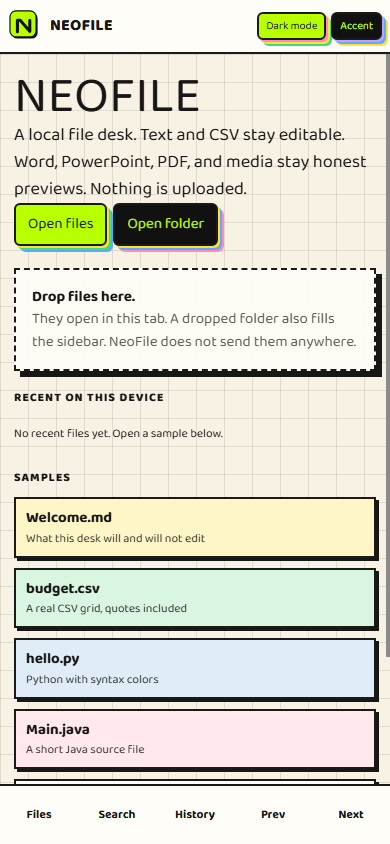 N NEOFILE Dark mode Accent
NEOFILE
A local file desk. Text and CSV stay editable.
Word, PowerPoint, PDF, and media stay honest
previews. Nothing is uploaded.
Open files Open folder
Drop files here.
They open in this tab. A dropped folder also fills
the sidebar. NeoFile does not send them anywhere.
RECENT ON THIS DEVICE
No recent files yet. Open a sample below.
SAMPLES
Welcome.md
What this desk will and will not edit
budget.csv
A real CSV grid, quotes included
hello.py
Python with syntax colors
Main.java
A short Java source file
Files Search History Prev Next